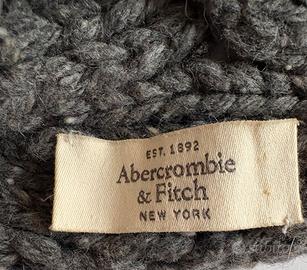 EST. 1892
Abercrombie
& Fitch
NEW YORK